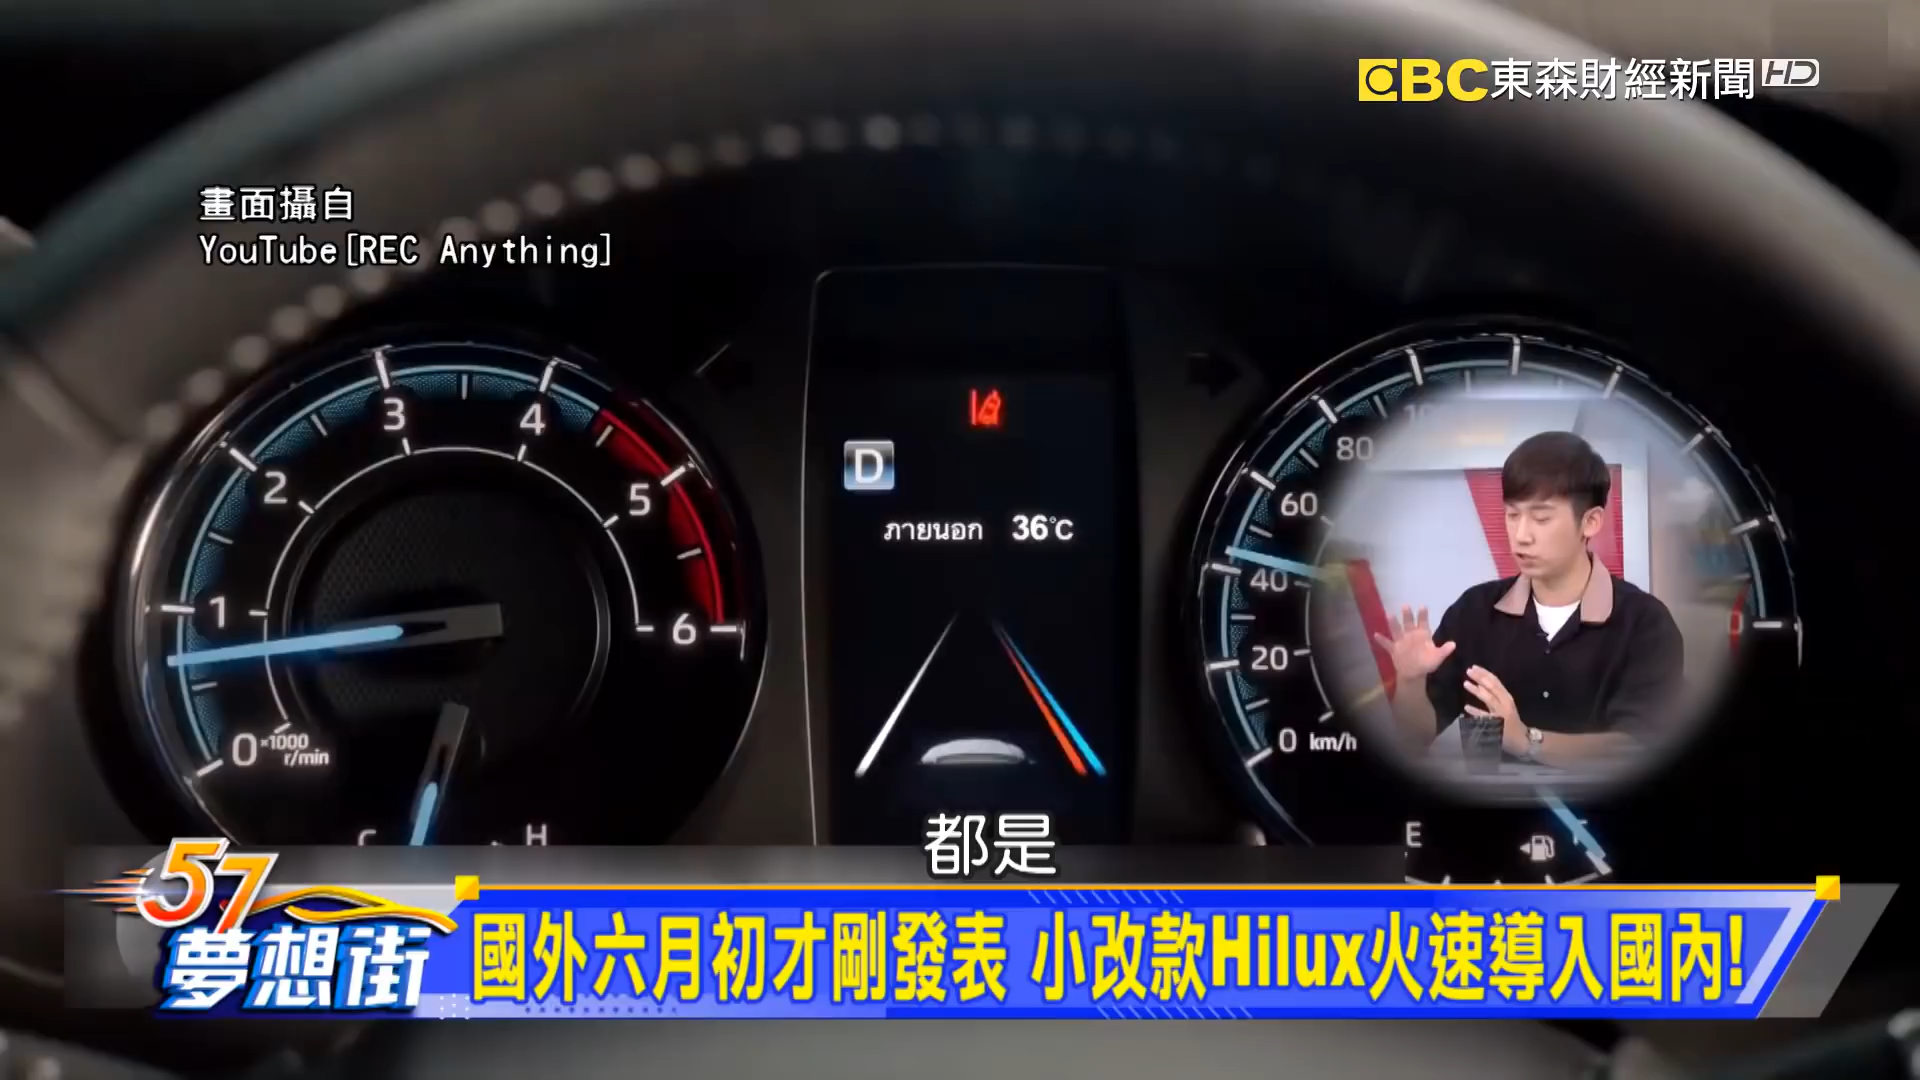 EBC東森財經新聞HD
畫面攝自
YouTube[REC Anything]
3
4
2
5
1
6
0
×1000
r/min
C
H
D
ภายนอก 36°C
80
60
40
20
0 km/h
E
都是
57
夢想街
國外六月初才剛發表 小改款Hilux火速導入國內!